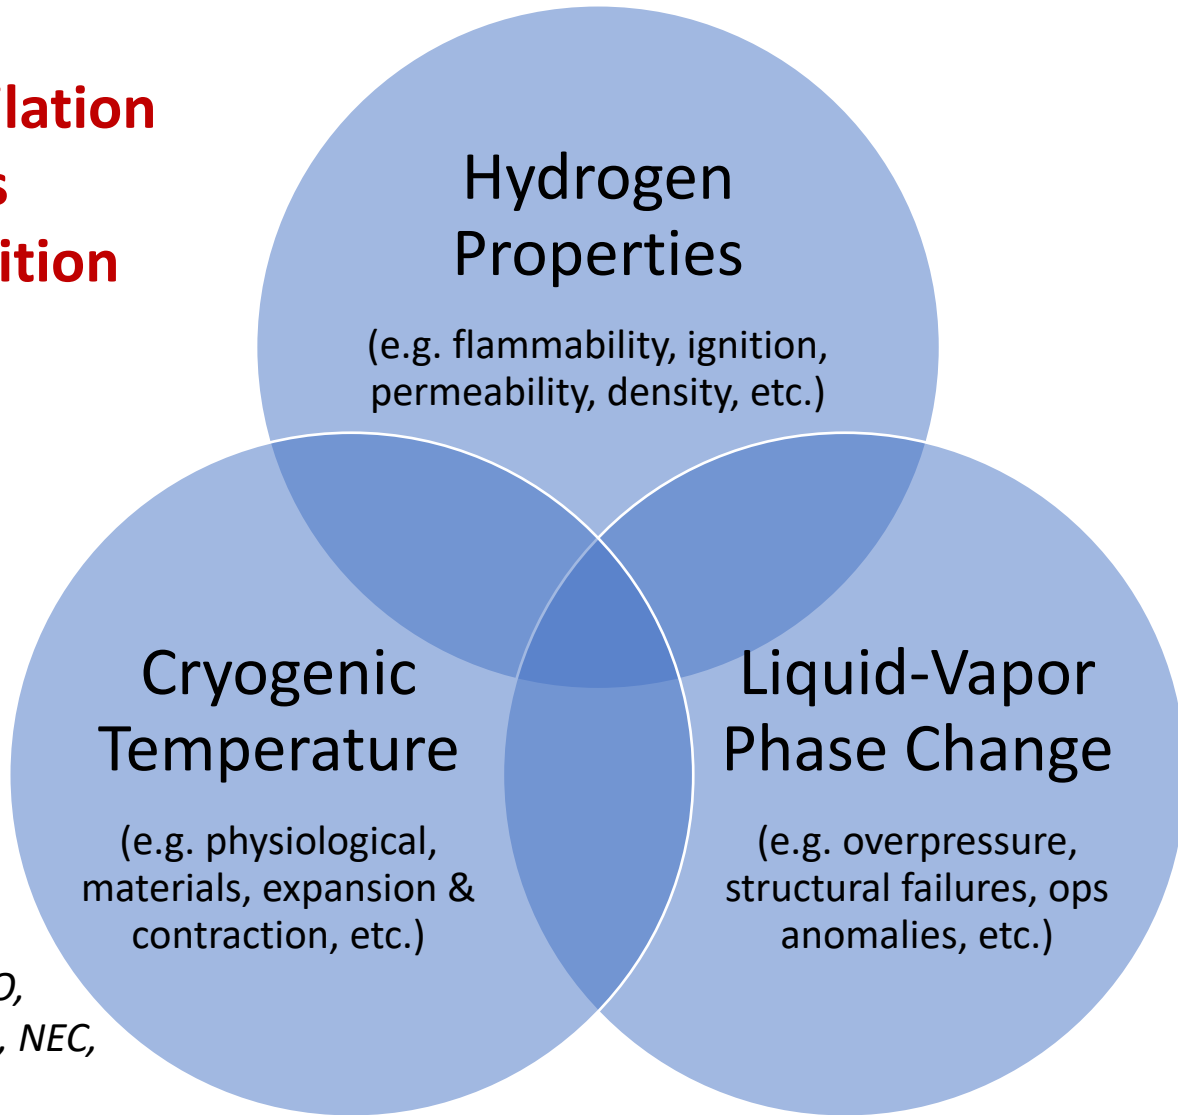 lation
s
ition
Hydrogen
Properties
(e.g. flammability, ignition,
permeability, density, etc.)
Cryogenic
Temperature
(e.g. physiological,
materials, expansion &
contraction, etc.)
Liquid-Vapor
Phase Change
(e.g. overpressure,
structural failures, ops
anomalies, etc.)
O,
, NEC,